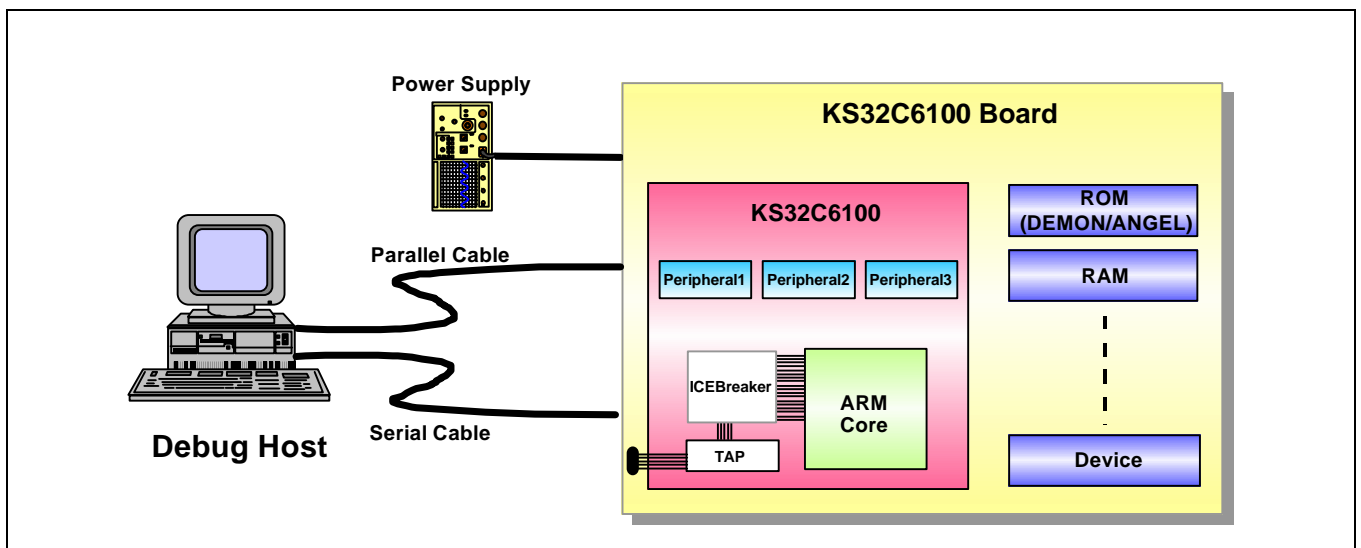 Power Supply
KS32C6100 Board
KS32C6100
ROM
(DEMON/ANGEL)
Parallel Cable
RAM
Peripheral1
Peripheral2
Peripheral3
ICEBreaker
ARM
Core
Serial Cable
Debug Host
TAP
Device